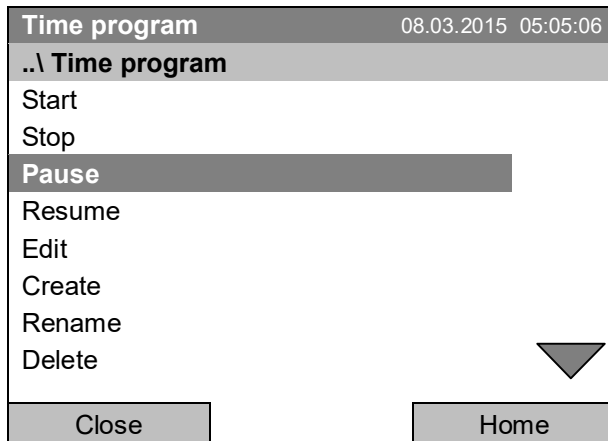 Time program 08.03.2015 05:05:06
..\ Time program
Start
Stop
Pause
Resume
Edit
Create
Rename
Delete
Close Home